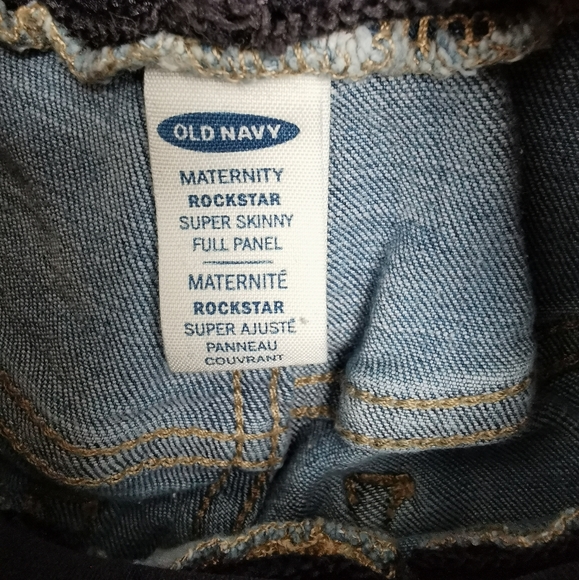 OLD NAVY
MATERNITY
ROCKSTAR
SUPER SKINNY
FULL PANEL
MATERNITÉ
ROCKSTAR
SUPER AJUSTÉ
PANNEAU
COUVRANT